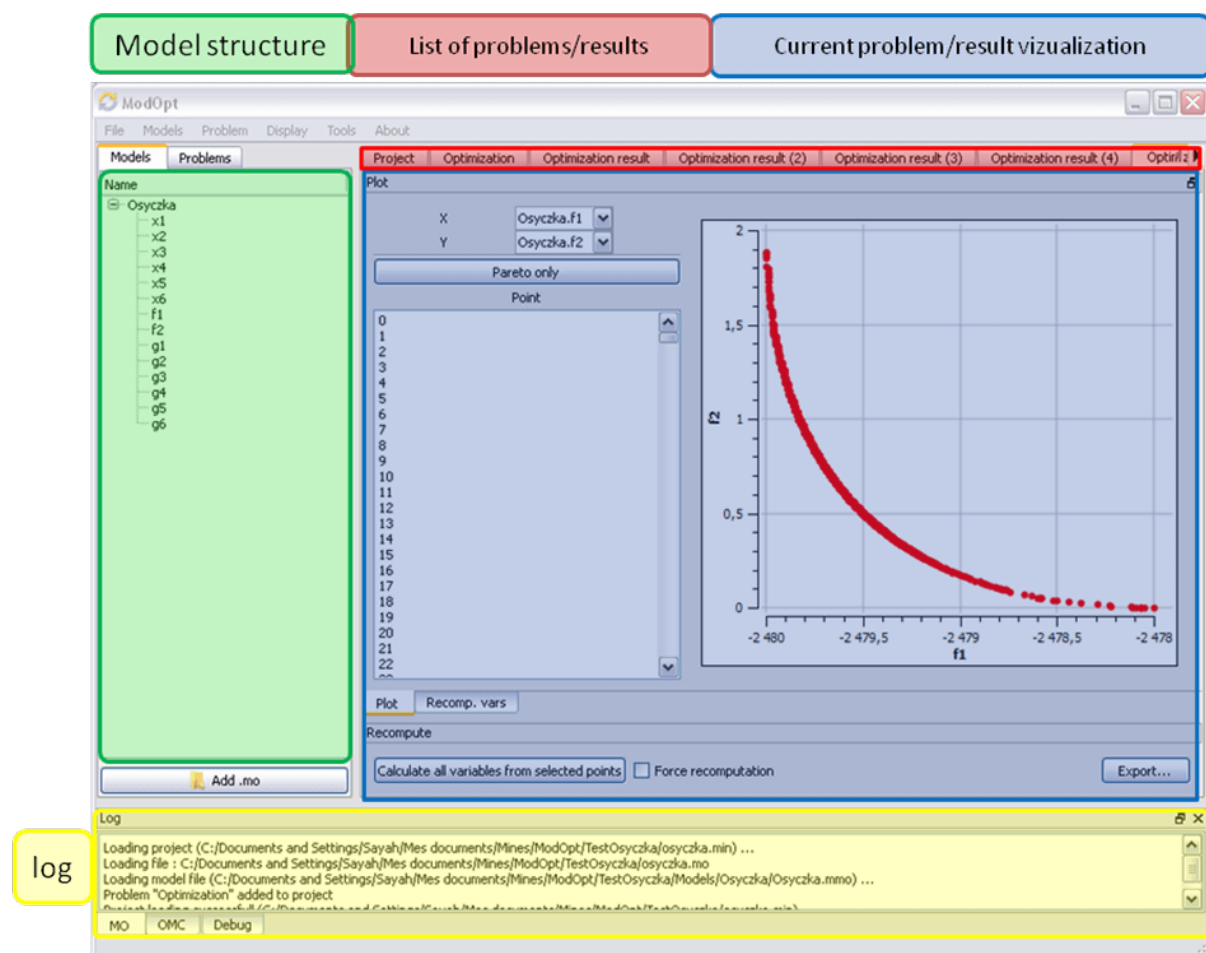 Model structure
List of problems/results
Current problem/result vizualization
ModOpt
File Models Problem Display Tools About
Models Problems
Project Optimization Optimization result Optimization result (2) Optimization result (3) Optimization result (4)
Name
Osyczka
x1
x2
x3
x4
x5
x6
f1
f2
g1
g2
g3
g4
g5
g6
Add .mo
Plot
X Osyczka.f1
Y Osyczka.f2
Pareto only
Point
0
1
2
3
4
5
6
7
8
9
10
11
12
13
14
15
16
17
18
19
20
21
22
2
1,5
1
0,5
0
f2
-2 480 -2 479,5 -2 479 -2 478,5 -2 478
f1
Plot Recomp. vars
Recompute
Calculate all variables from selected points Force recomputation Export...
log
Log
Loading project (C:/Documents and Settings/Sayah/Mes documents/Mines/ModOpt/TestOsyczka/osyczka.min) ...
Loading file : C:/Documents and Settings/Sayah/Mes documents/Mines/ModOpt/TestOsyczka/osyczka.mo
Loading model file (C:/Documents and Settings/Sayah/Mes documents/Mines/ModOpt/TestOsyczka/Models/Osyczka/Osyczka.mmo) ...
Problem "Optimization" added to project
MO OMC Debug